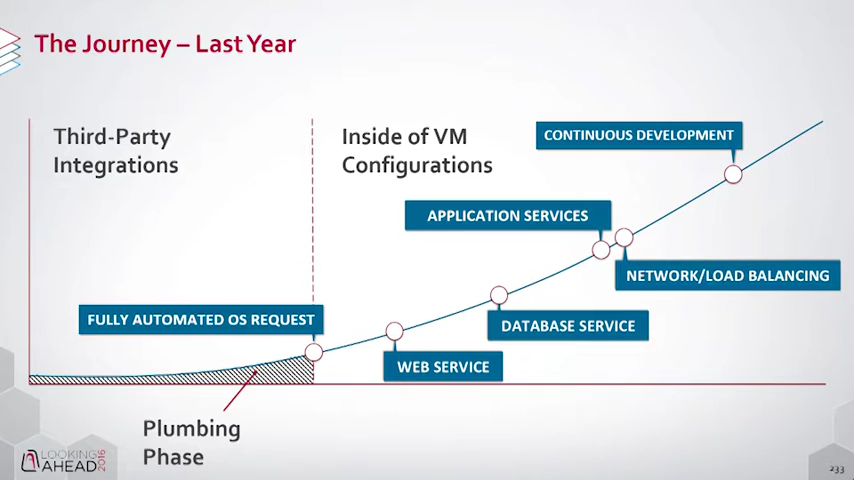 The Journey – Last Year
Third-Party
Integrations
Inside of VM
Configurations
CONTINUOUS DEVELOPMENT
APPLICATION SERVICES
NETWORK/LOAD BALANCING
FULLY AUTOMATED OS REQUEST
DATABASE SERVICE
WEB SERVICE
Plumbing
Phase
LOOKING
AHEAD 2016
233